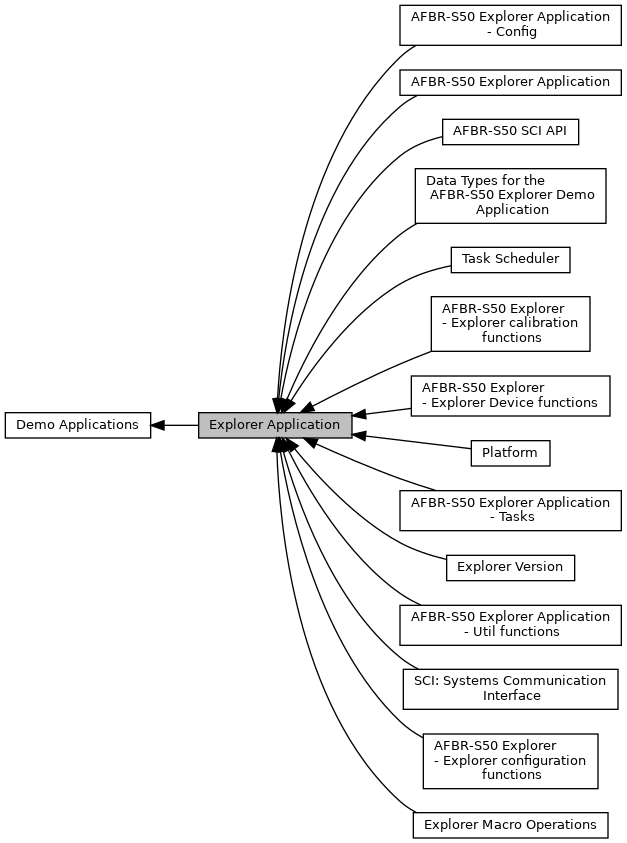 AFBR-S50 Explorer Application
- Config
AFBR-S50 Explorer Application
AFBR-S50 SCI API
Data Types for the
AFBR-S50 Explorer Demo
Application
Task Scheduler
AFBR-S50 Explorer
- Explorer calibration
functions
AFBR-S50 Explorer
- Explorer Device functions
Demo Applications
Explorer Application
Platform
AFBR-S50 Explorer Application
- Tasks
Explorer Version
AFBR-S50 Explorer Application
- Util functions
SCI: Systems Communication
Interface
AFBR-S50 Explorer
- Explorer configuration
functions
Explorer Macro Operations